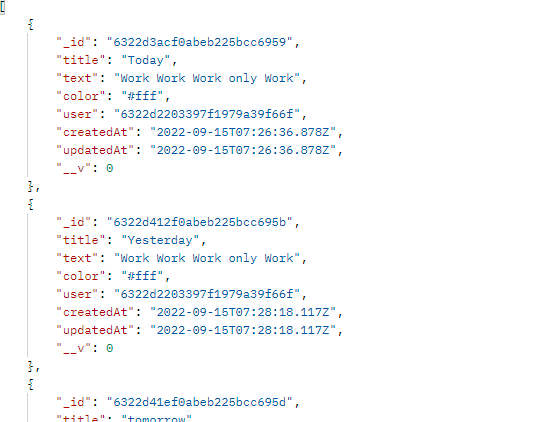 [
{
"_id": "6322d3acf0abeb225bcc6959",
"title": "Today",
"text": "Work Work Work only Work",
"color": "#fff",
"user": "6322d2203397f1979a39f66f",
"createdAt": "2022-09-15T07:26:36.878Z",
"updatedAt": "2022-09-15T07:26:36.878Z",
"__v": 0
},
{
"_id": "6322d412f0abeb225bcc695b",
"title": "Yesterday",
"text": "Work Work Work only Work",
"color": "#fff",
"user": "6322d2203397f1979a39f66f",
"createdAt": "2022-09-15T07:28:18.117Z",
"updatedAt": "2022-09-15T07:28:18.117Z",
"__v": 0
},
{
"_id": "6322d41ef0abeb225bcc695d",
"title": "tomorrow"